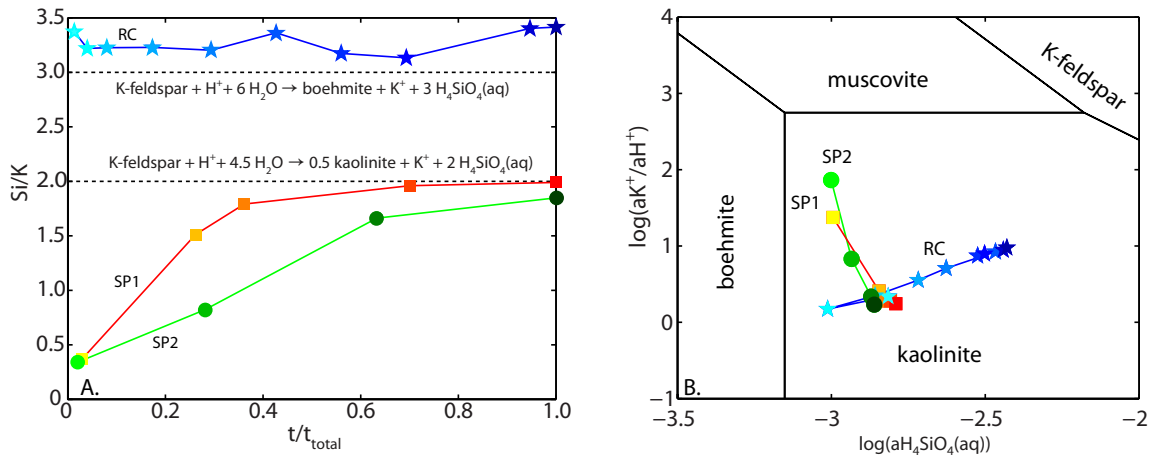 3.5
3.0
2.5
2.0
1.5
1.0
0.5
0
Si/K
RC
K-feldspar + H⁺ + 6 H₂O → boehmite + K⁺ + 3 H₄SiO₄(aq)
K-feldspar + H⁺ + 4.5 H₂O → 0.5 kaolinite + K⁺ + 2 H₄SiO₄(aq)
SP1
SP2
A.
0 0.2 0.4 0.6 0.8 1.0
t/t_total
5
4
3
2
1
0
−1
log(aK⁺/aH⁺)
muscovite
K-feldspar
SP2
SP1
RC
boehmite
kaolinite
B.
−3.5 −3 −2.5 −2
log(aH₄SiO₄(aq))